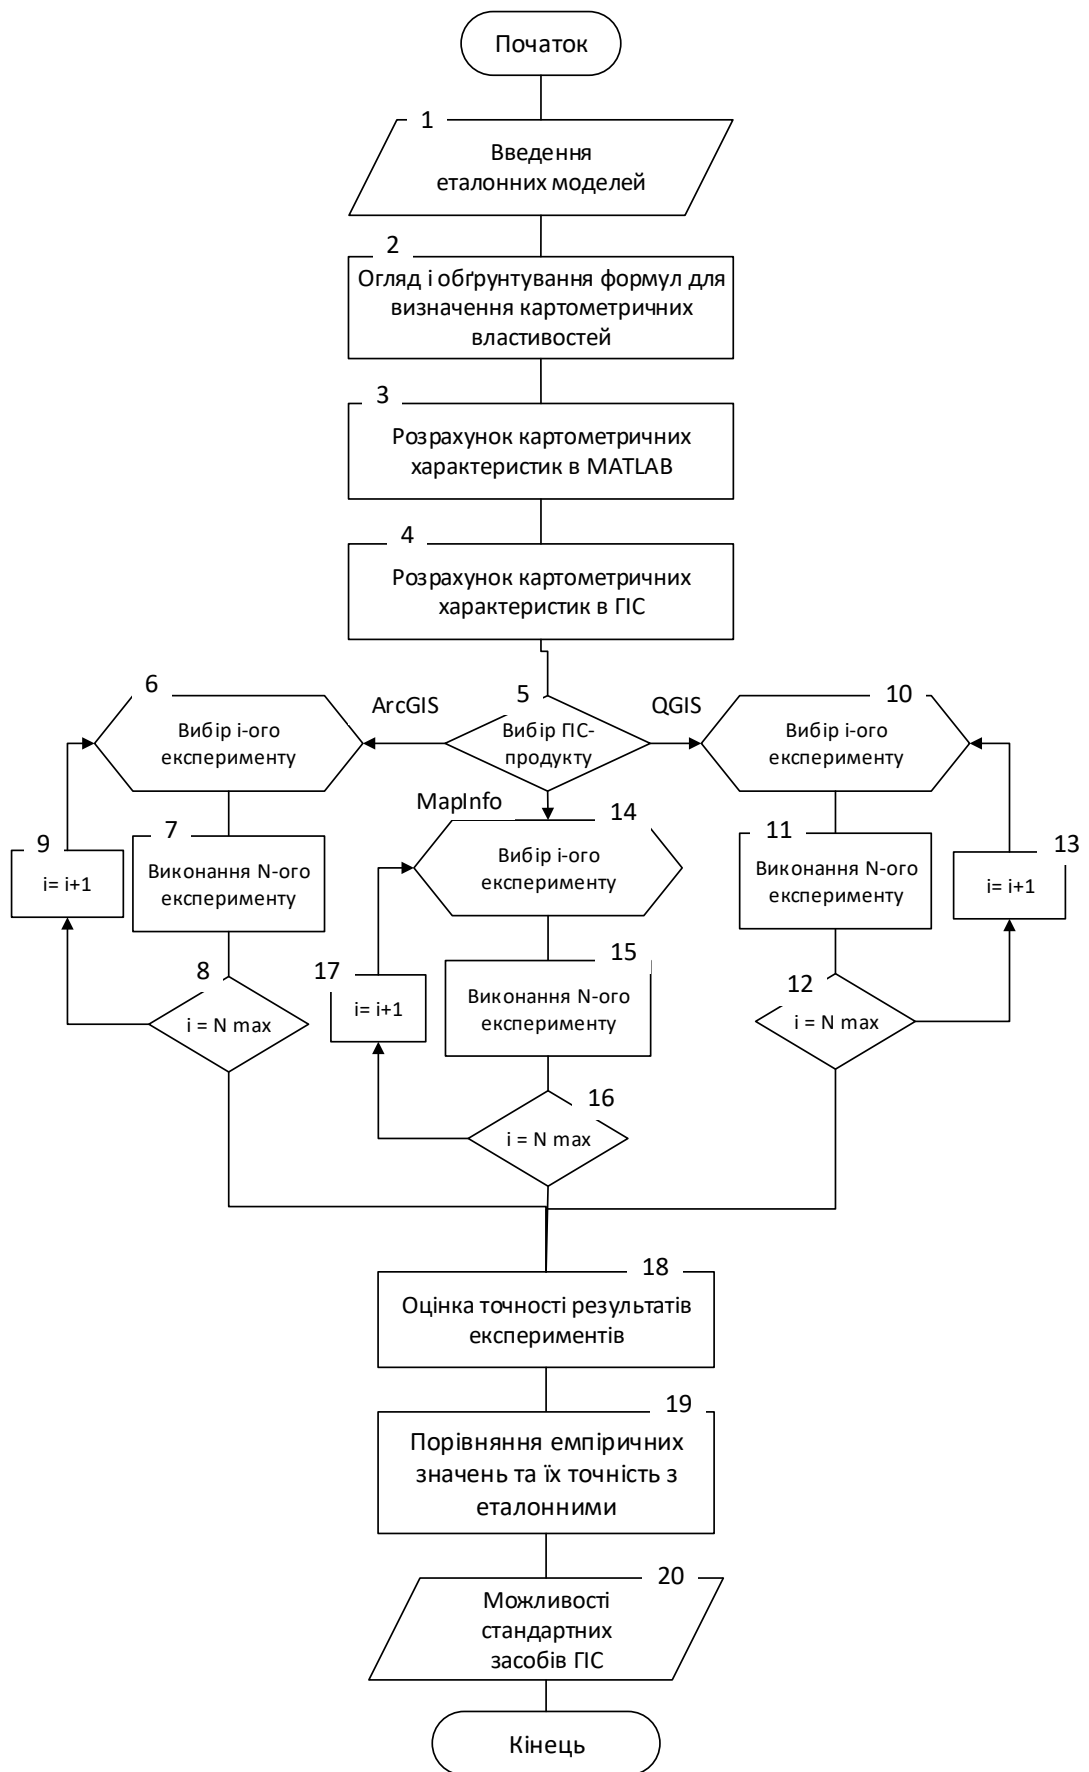 Початок
1
Введення
еталонних моделей
2
Огляд і обґрунтування формул для
визначення картометричних
властивостей
3
Розрахунок картометричних
характеристик в MATLAB
4
Розрахунок картометричних
характеристик в ГІС
6
Вибір і-ого
експерименту
ArcGIS
5
Вибір ГІС-
продукту
QGIS
10
Вибір і-ого
експерименту
MapInfo
14
Вибір і-ого
експерименту
9
i= i+1
7
Виконання N-ого
експерименту
11
Виконання N-ого
експерименту
13
i= i+1
8
i = N max
17
i= i+1
15
Виконання N-ого
експерименту
12
i = N max
16
i = N max
18
Оцінка точності результатів
експериментів
19
Порівняння емпіричних
значень та їх точність з
еталонними
20
Можливості
стандартних
засобів ГІС
Кінець